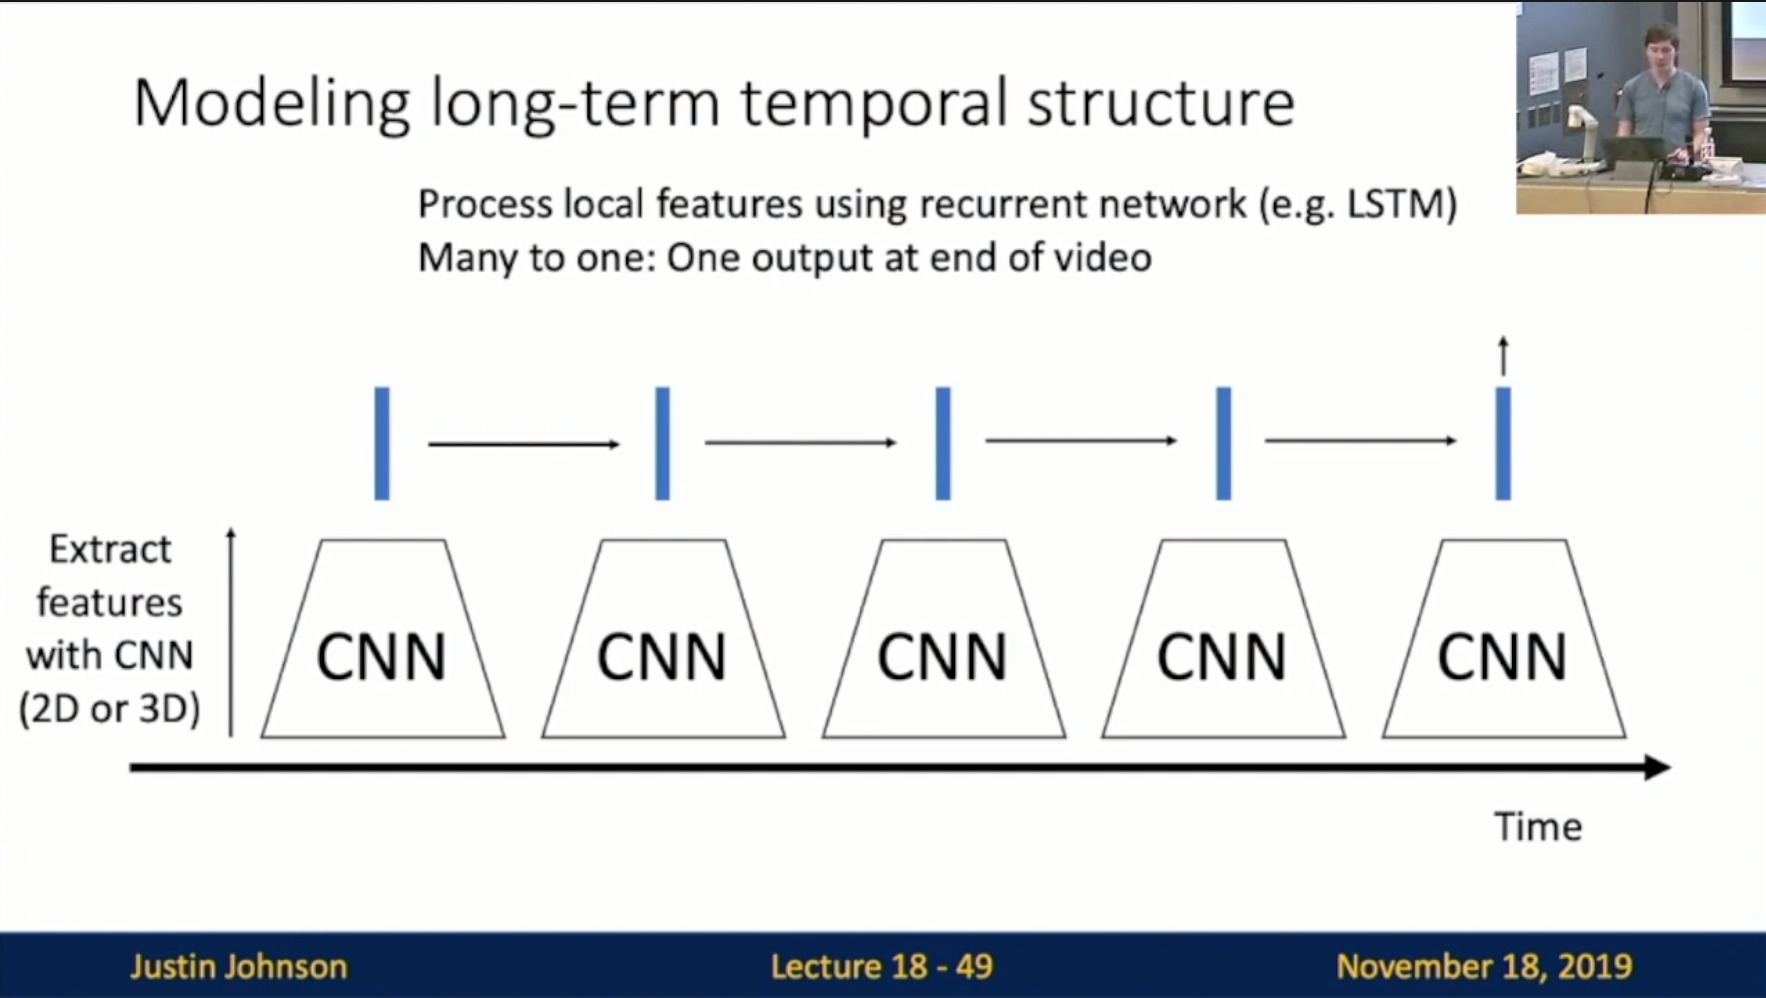 Modeling long-term temporal structure
Process local features using recurrent network (e.g. LSTM)
Many to one: One output at end of video
Extract
features
with CNN
(2D or 3D)
CNN CNN CNN CNN CNN
Time
Justin Johnson Lecture 18 - 49 November 18, 2019